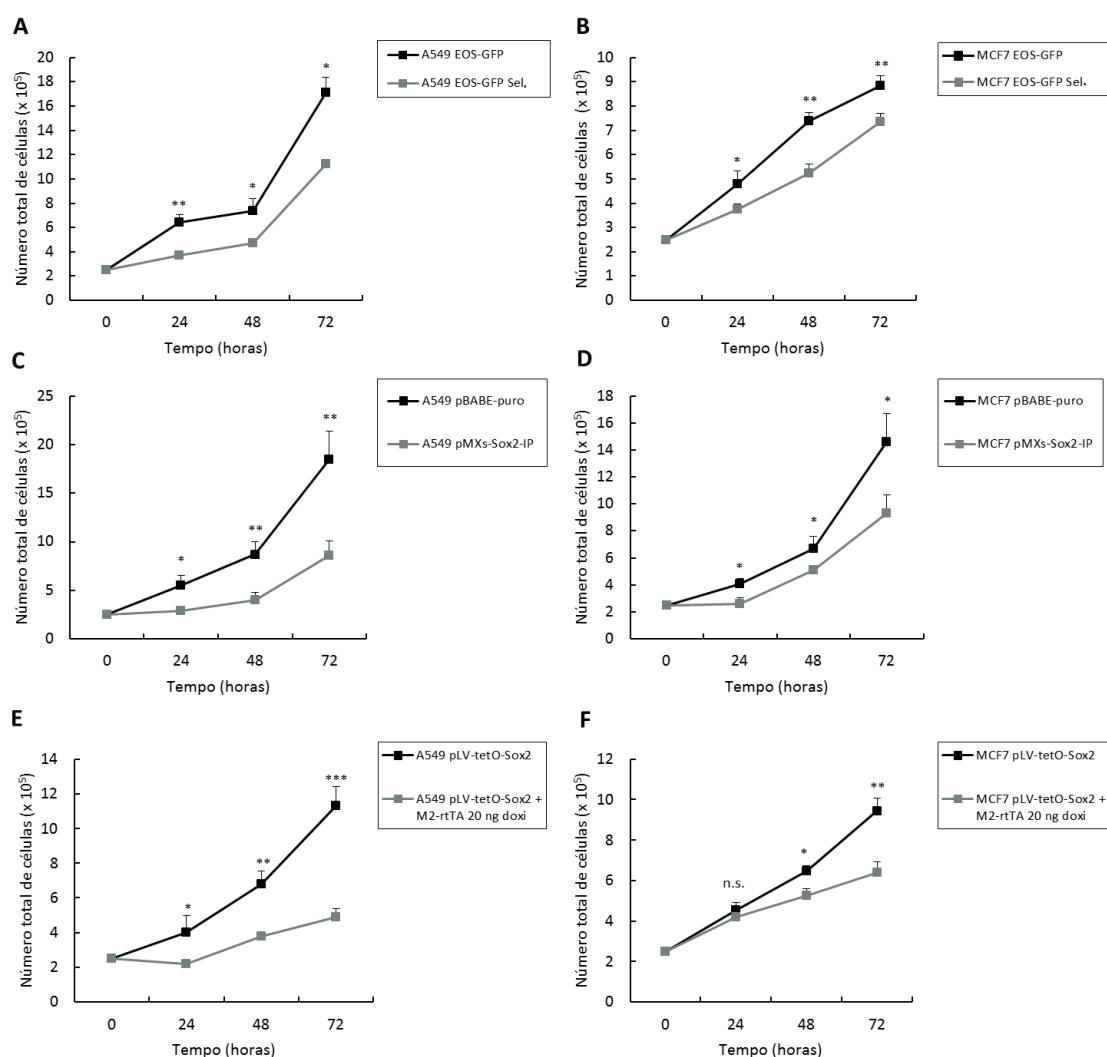 A
Número total de células (x 10⁵)
20
18
16
14
12
10
8
6
4
2
0
**
*
*
0 24 48 72
Tempo (horas)
A549 EOS-GFP
A549 EOS-GFP Sel.
B
Número total de células (x 10⁵)
10
9
8
7
6
5
4
3
2
1
0
*
**
**
0 24 48 72
Tempo (horas)
MCF7 EOS-GFP
MCF7 EOS-GFP Sel.
C
Número total de células (x 10⁵)
25
20
15
10
5
0
*
**
**
0 24 48 72
Tempo (horas)
A549 pBABE-puro
A549 pMXs-Sox2-IP
D
Número total de células (x 10⁵)
18
16
14
12
10
8
6
4
2
0
*
*
*
0 24 48 72
Tempo (horas)
MCF7 pBABE-puro
MCF7 pMXs-Sox2-IP
E
Número total de células (x 10⁵)
14
12
10
8
6
4
2
0
*
**
***
0 24 48 72
Tempo (horas)
A549 pLV-tetO-Sox2
A549 pLV-tetO-Sox2 +
M2-rtTA 20 ng doxi
F
Número total de células (x 10⁵)
12
10
8
6
4
2
0
n.s.
*
**
0 24 48 72
Tempo (horas)
MCF7 pLV-tetO-Sox2
MCF7 pLV-tetO-Sox2 +
M2-rtTA 20 ng doxi